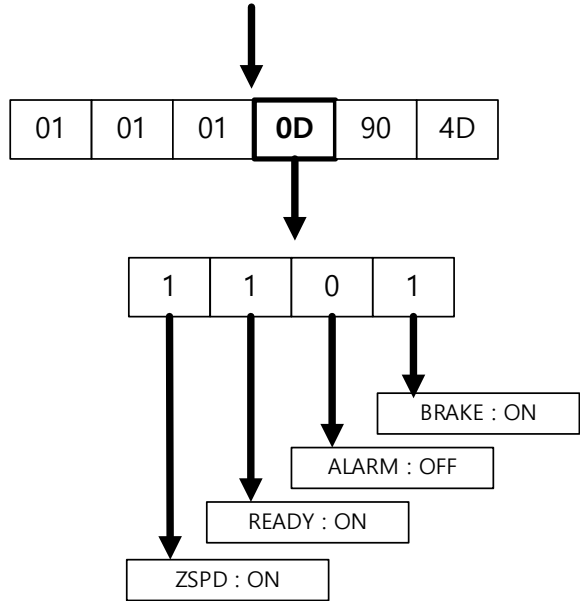 01 01 01 0D 90 4D
1 1 0 1
BRAKE : ON
ALARM : OFF
READY : ON
ZSPD : ON